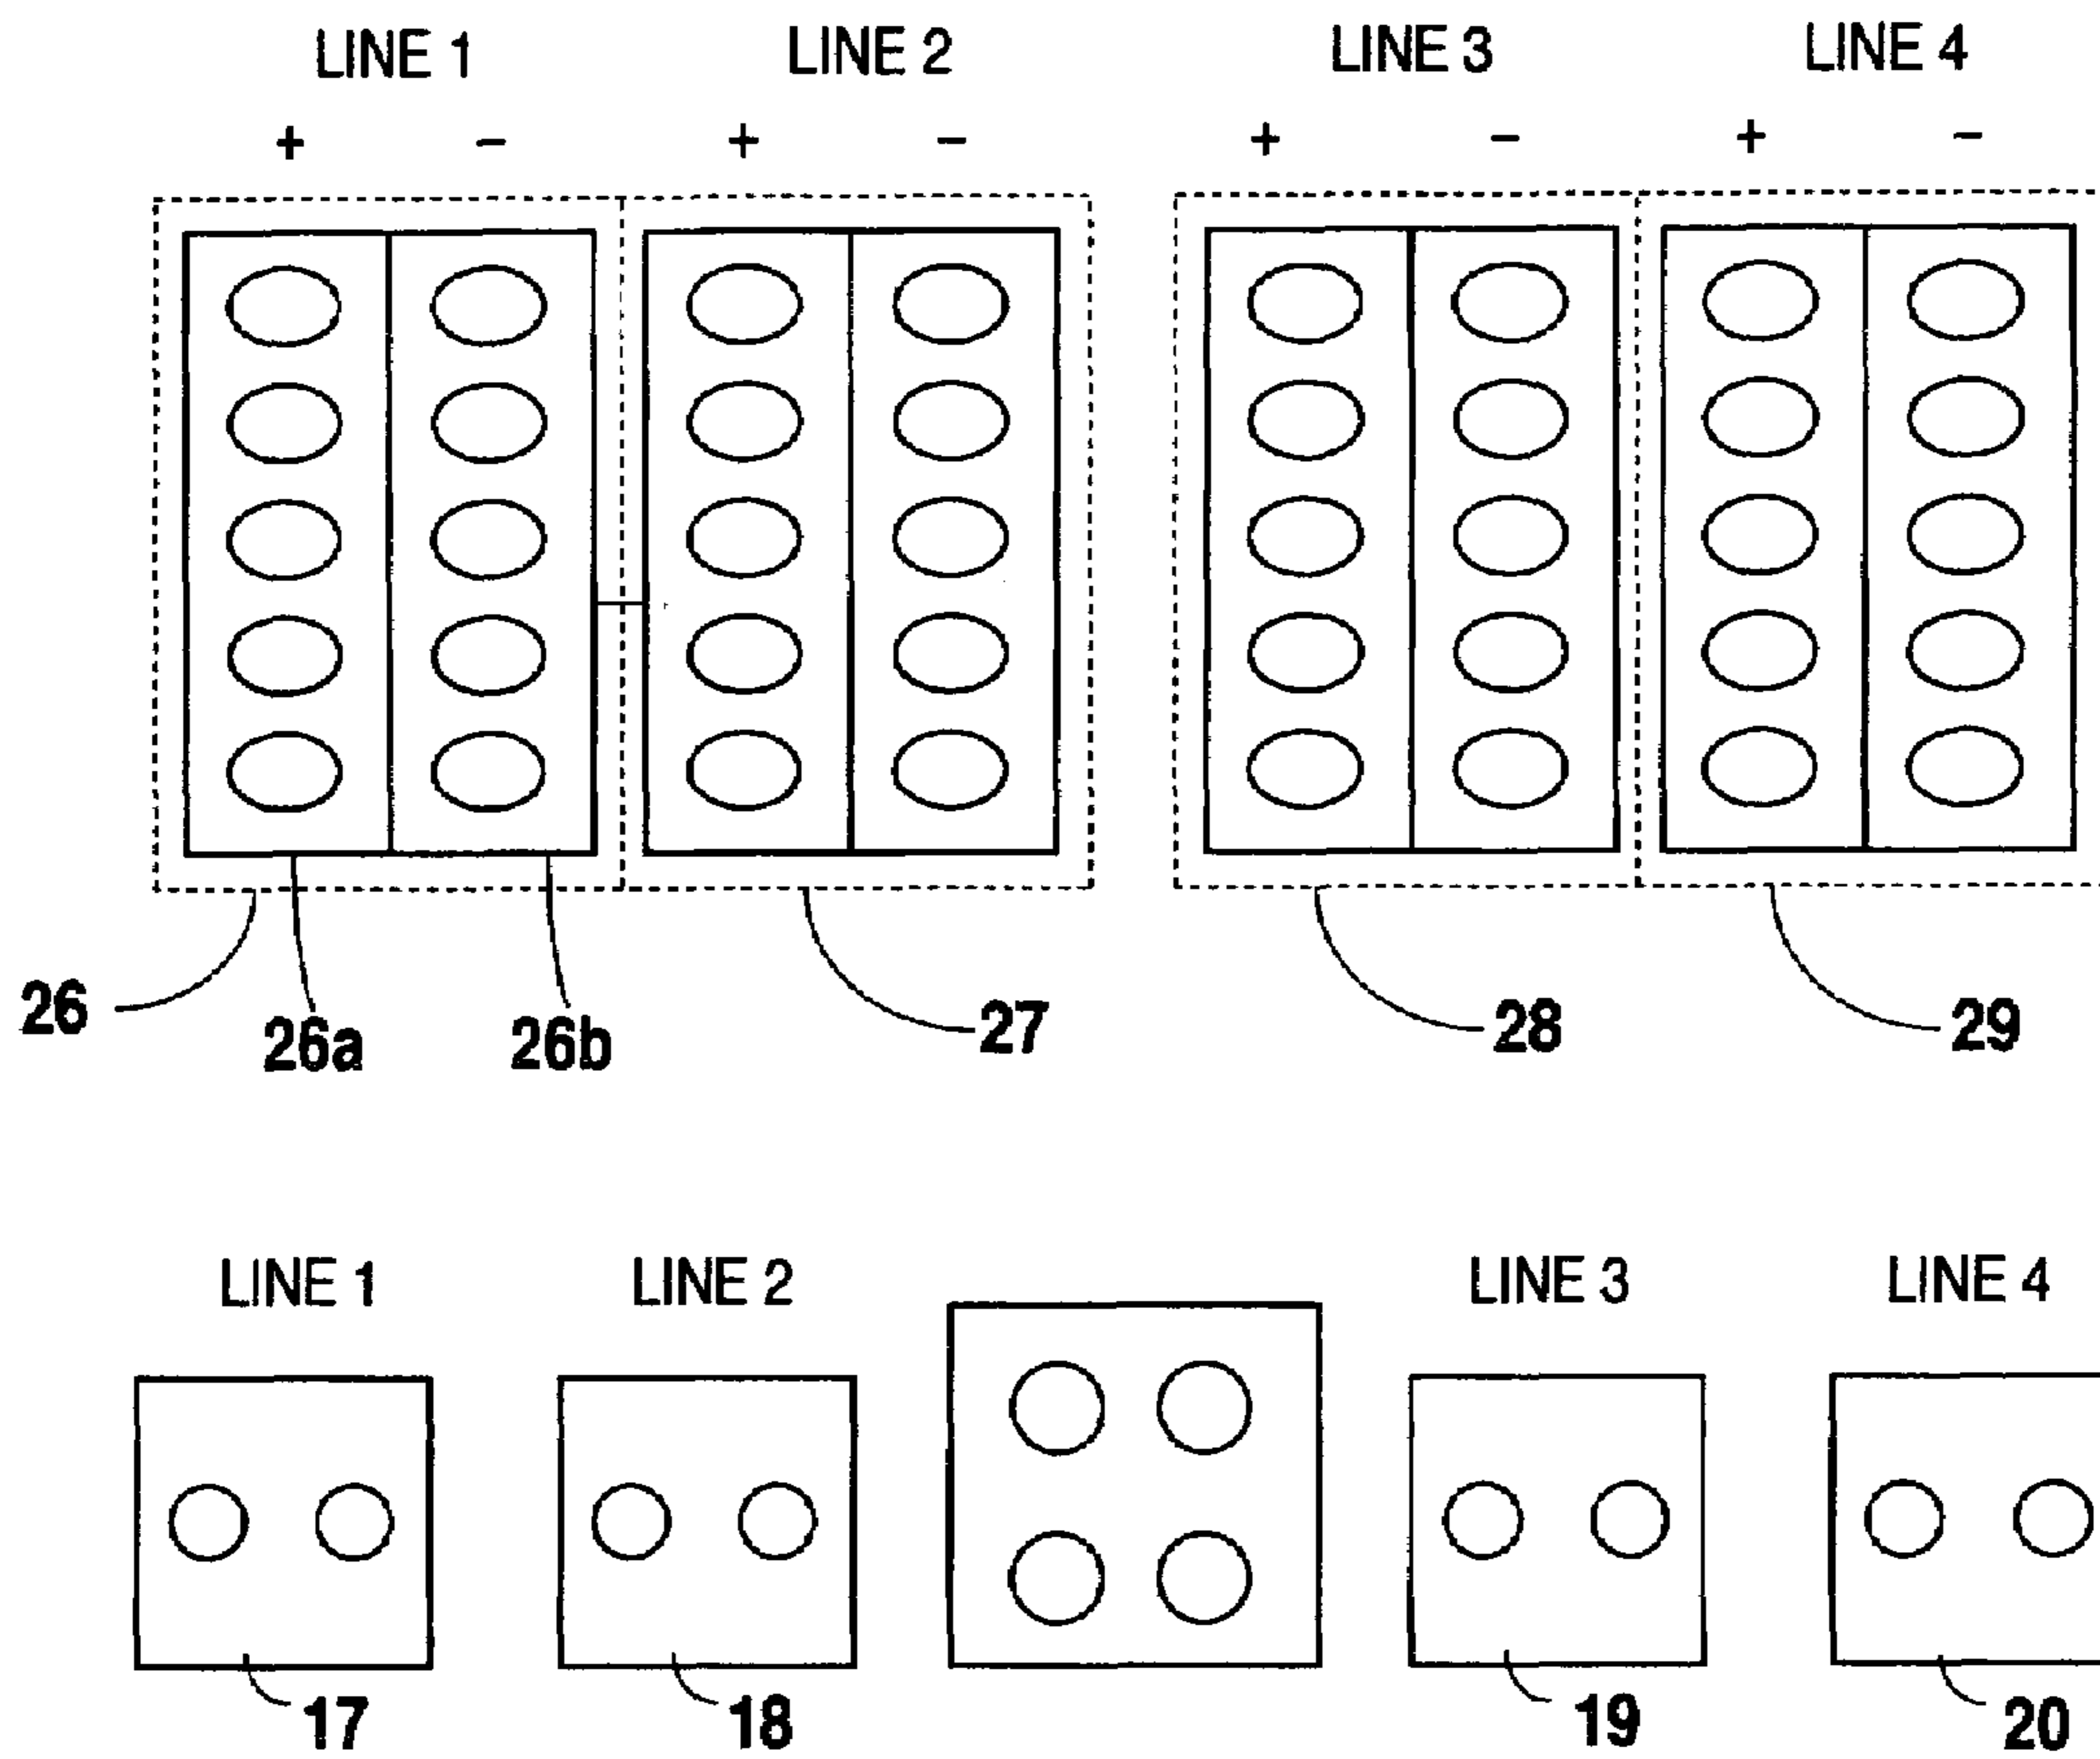 LINE 1 LINE 2 LINE 3 LINE 4
+ - + - + - + -
26 26a 26b 27 28 29
LINE 1 LINE 2 LINE 3 LINE 4
17 18 19 20